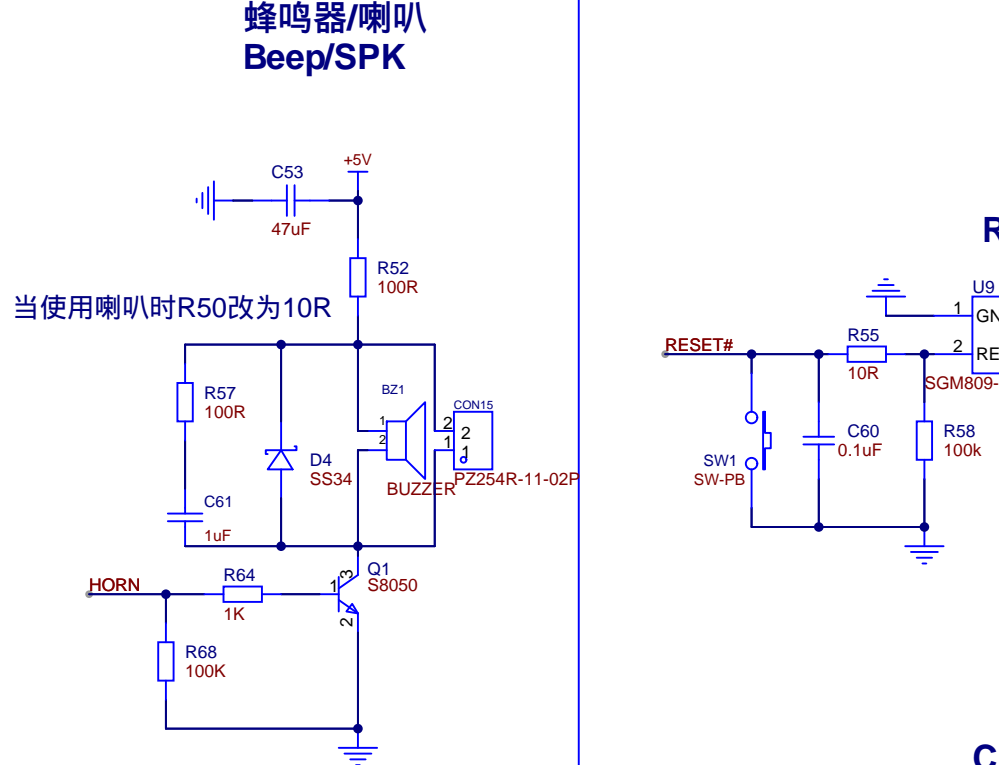 蜂鸣器/喇叭
Beep/SPK
+5V
C53
47uF
R52
100R
当使用喇叭时R50改为10R
R57
100R
C61
1uF
D4
SS34
BZ1
1
2
BUZZER
CON15
2
1
2
1
PZ254R-11-02P
HORN
R64
1K
R68
100K
Q1
S8050
1
3
2
R
U9
1
GN
2
RE
SGM809-
RESET#
R55
10R
SW1
SW-PB
C60
0.1uF
R58
100k
C